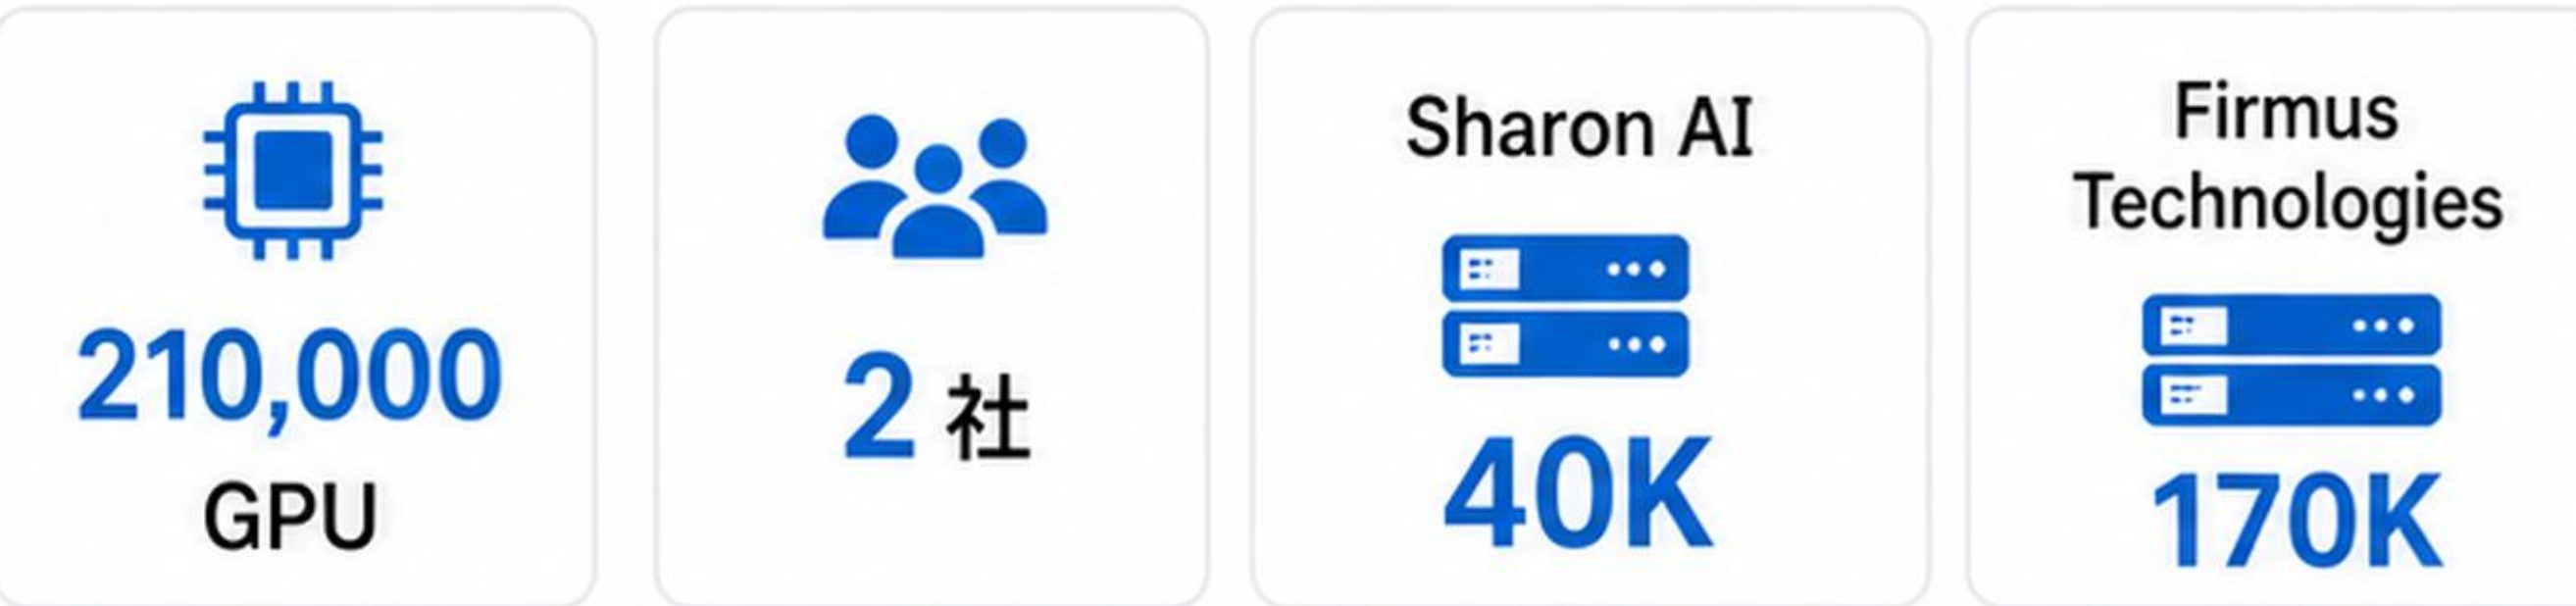 210,000
GPU
2 社
Sharon AI
40K
Firmus
Technologies
170K